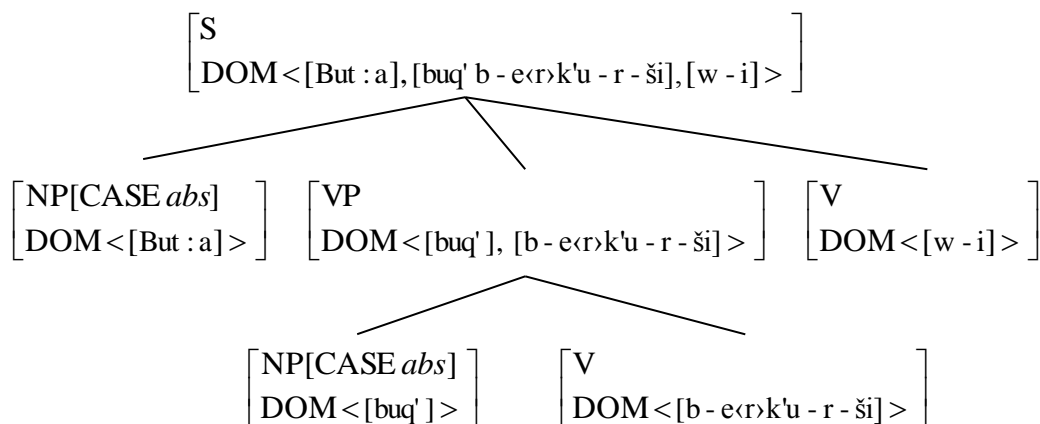 S
DOM<[But : a],[buq' b - e‹r›k'u - r - ši],[w - i]>
NP[CASE abs] VP V
DOM<[But : a]> DOM<[buq' ], [b - e‹r›k'u - r - ši]> DOM<[w - i]>
NP[CASE abs] V
DOM<[buq' ]> DOM<[b - e‹r›k'u - r - ši]>